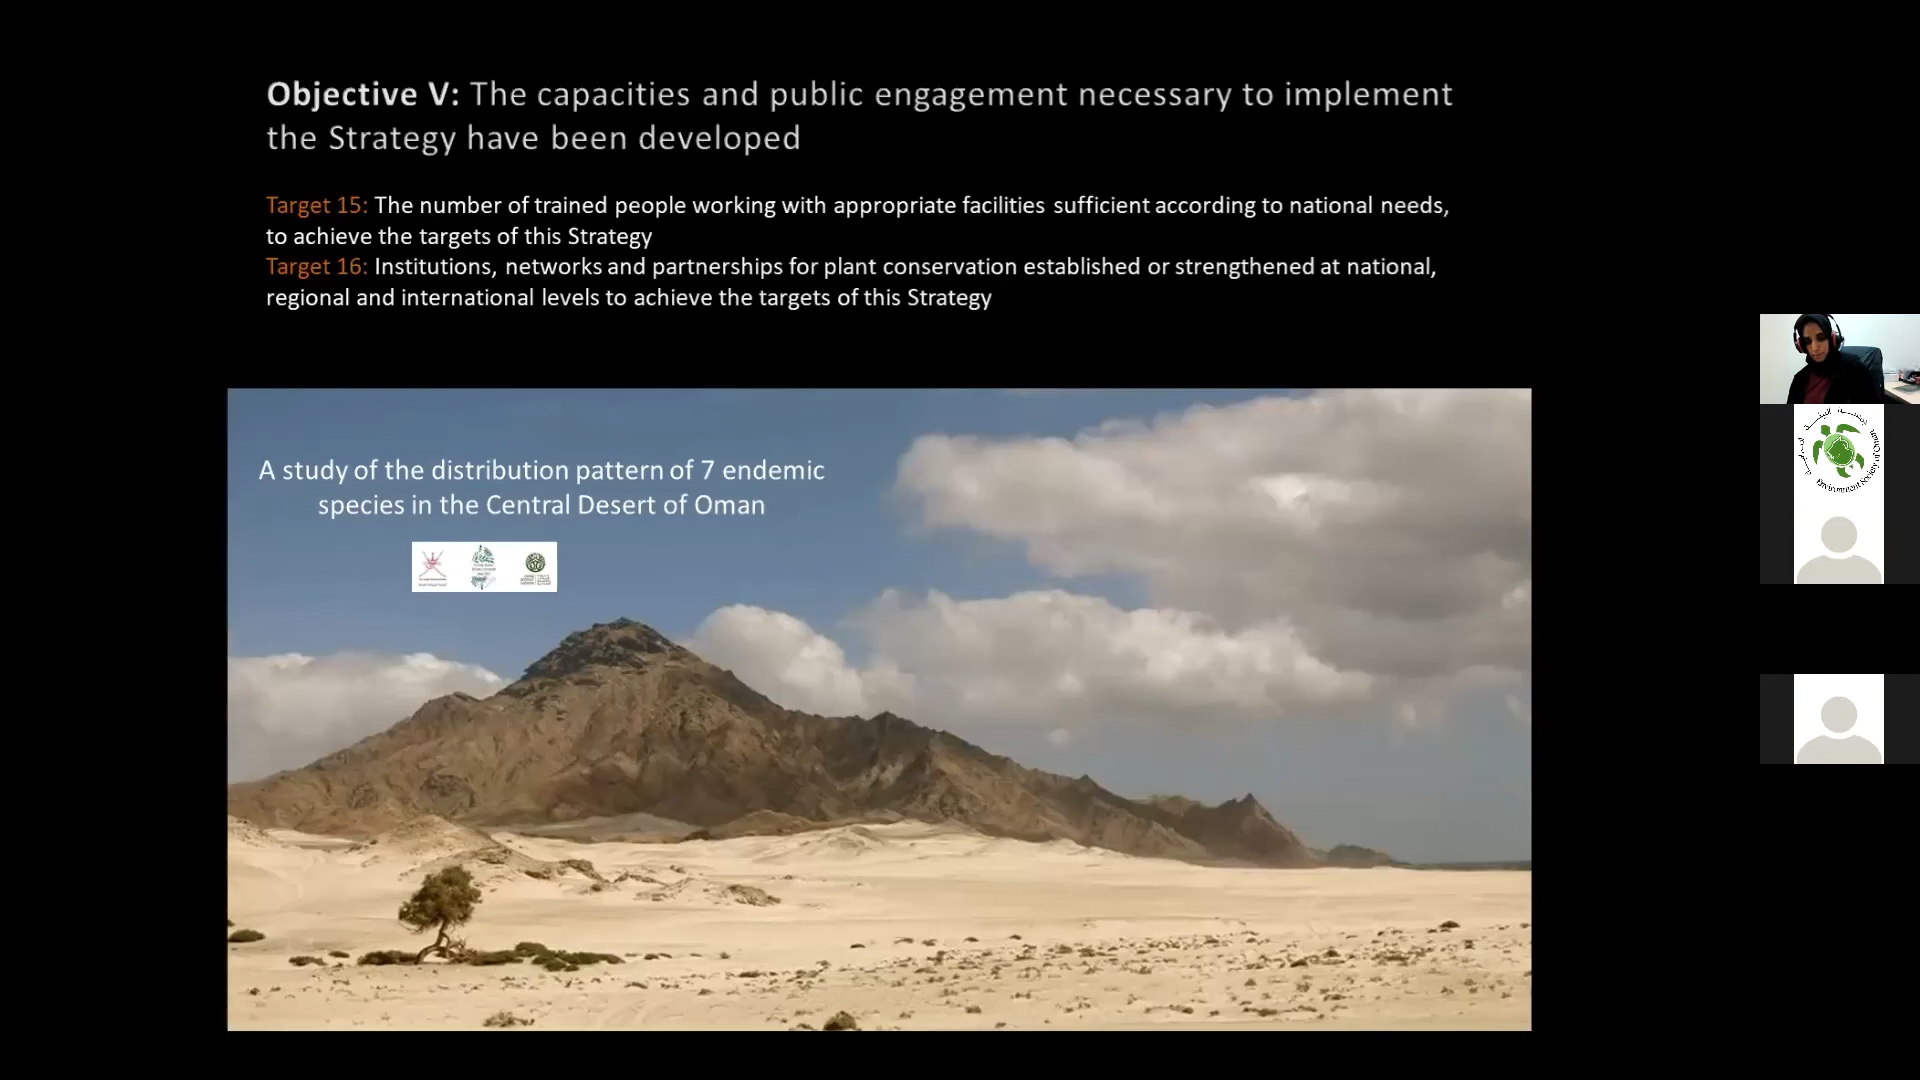 Objective V: The capacities and public engagement necessary to implement
the Strategy have been developed
Target 15: The number of trained people working with appropriate facilities sufficient according to national needs,
to achieve the targets of this Strategy
Target 16: Institutions, networks and partnerships for plant conservation established or strengthened at national,
regional and international levels to achieve the targets of this Strategy
A study of the distribution pattern of 7 endemic
species in the Central Desert of Oman
Environment Society of Oman